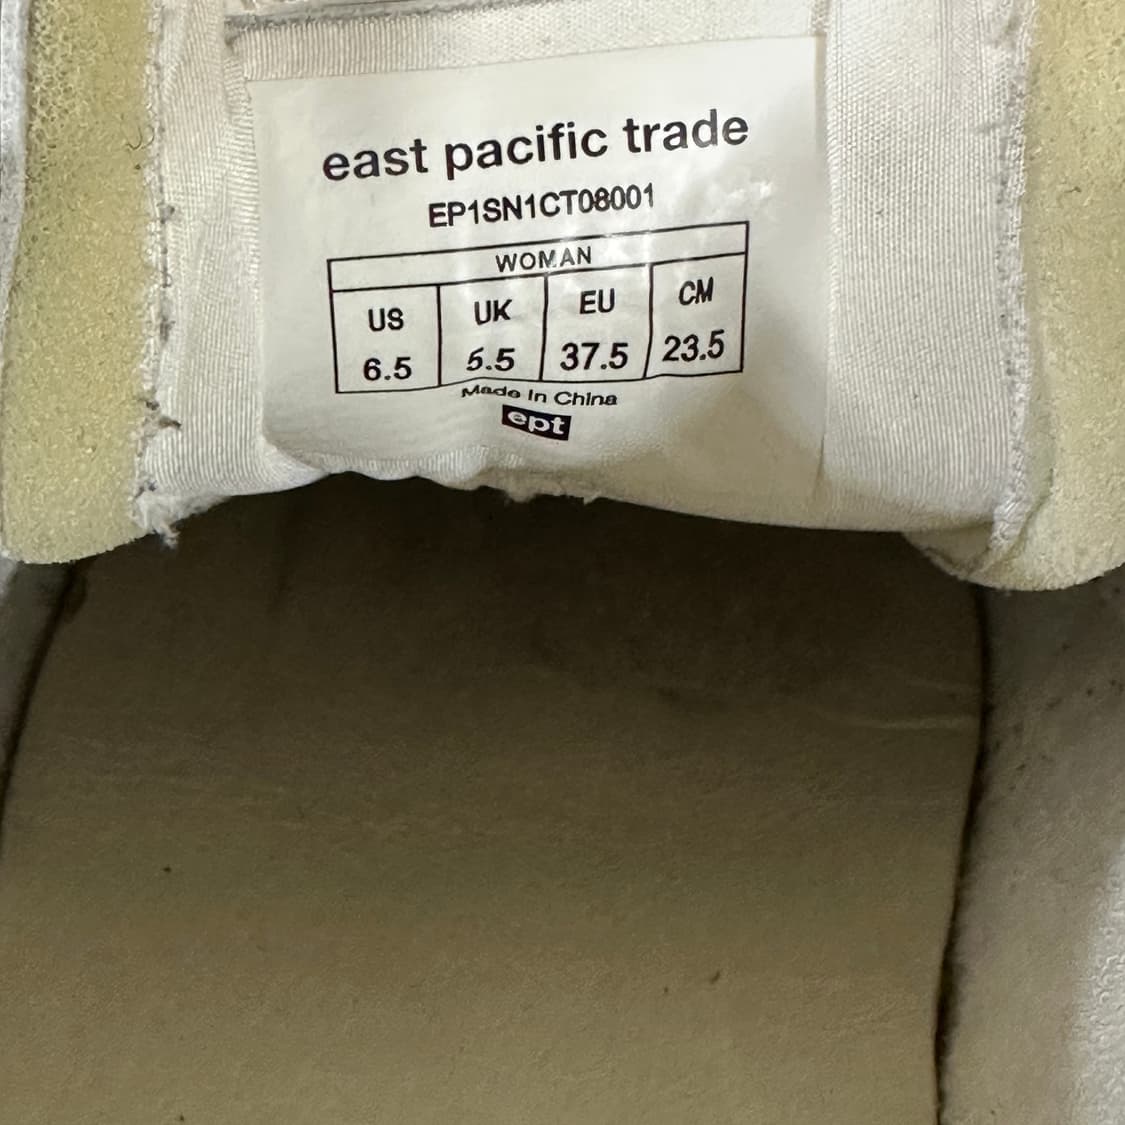 east pacific trade
EP1SN1CT08001
WOMAN
US UK EU CM
6.5 5.5 37.5 23.5
Made In China
ept